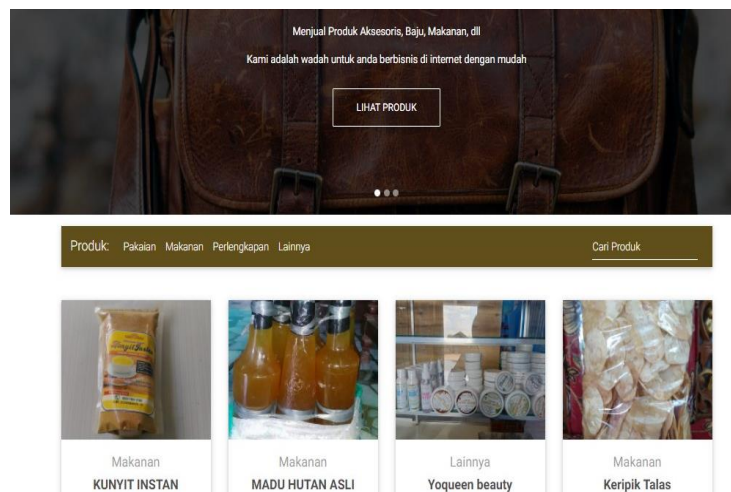 Menjual Produk Aksesoris, Baju, Makanan, dll
Kami adalah wadah untuk anda berbisnis di internet dengan mudah
LIHAT PRODUK
Produk: Pakaian Makanan Perlengkapan Lainnya
Cari Produk
Makanan
KUNYIT INSTAN
Makanan
MADU HUTAN ASLI
Lainnya
Yoqueen beauty
Makanan
Keripik Talas